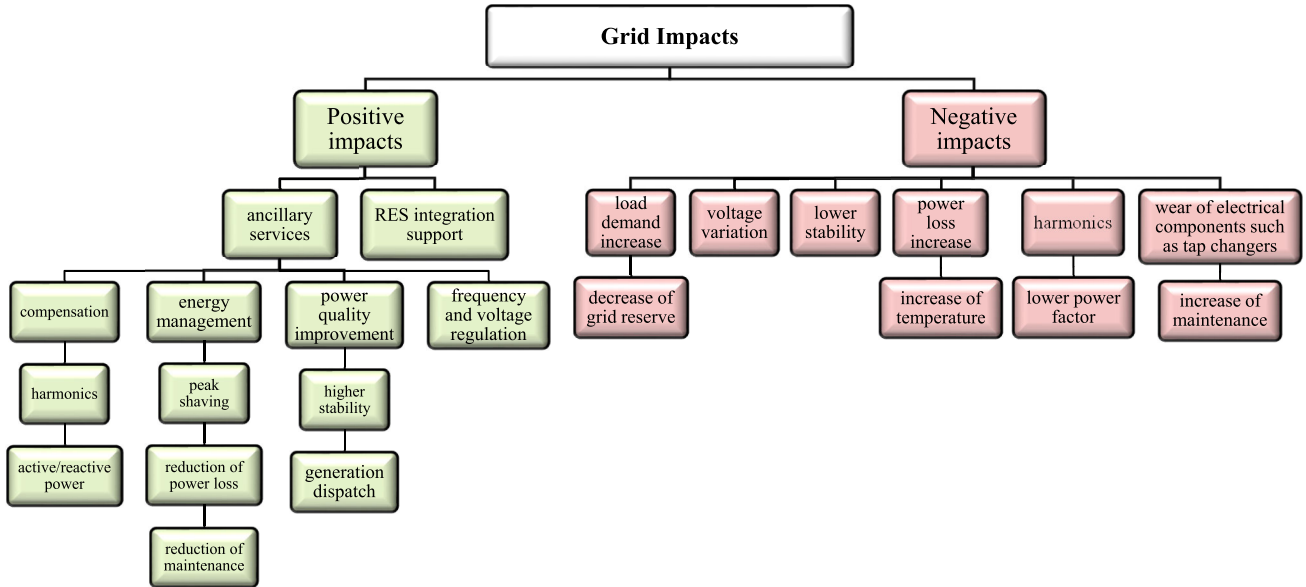 Grid Impacts
Positive
impacts
Negative
impacts
ancillary
services
RES integration
support
load
demand
increase
voltage
variation
lower
stability
power
loss
increase
harmonics
wear of electrical
components such
as tap changers
compensation
energy
management
power
quality
improvement
frequency
and voltage
regulation
decrease of
grid reserve
increase of
temperature
lower power
factor
increase of
maintenance
harmonics
peak
shaving
higher
stability
active/reactive
power
reduction of
power loss
generation
dispatch
reduction of
maintenance